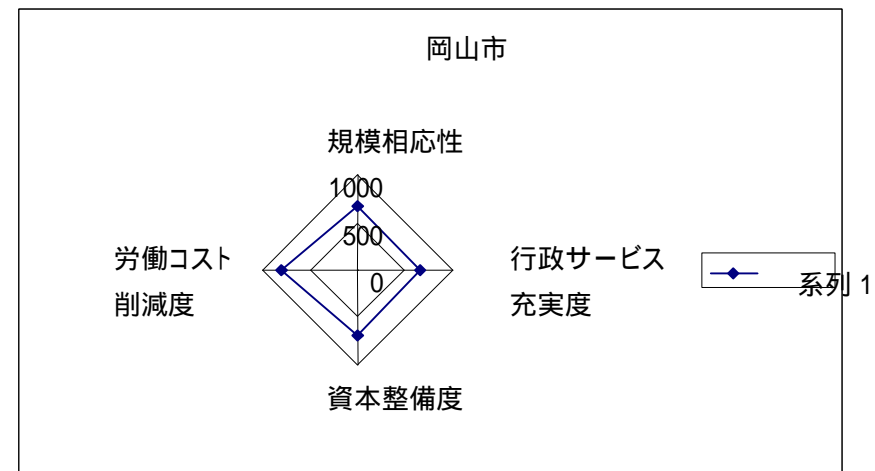 岡山市
規模相応性
1000
500
0
労働コスト
削減度
行政サービス
充実度
資本整備度
系列1